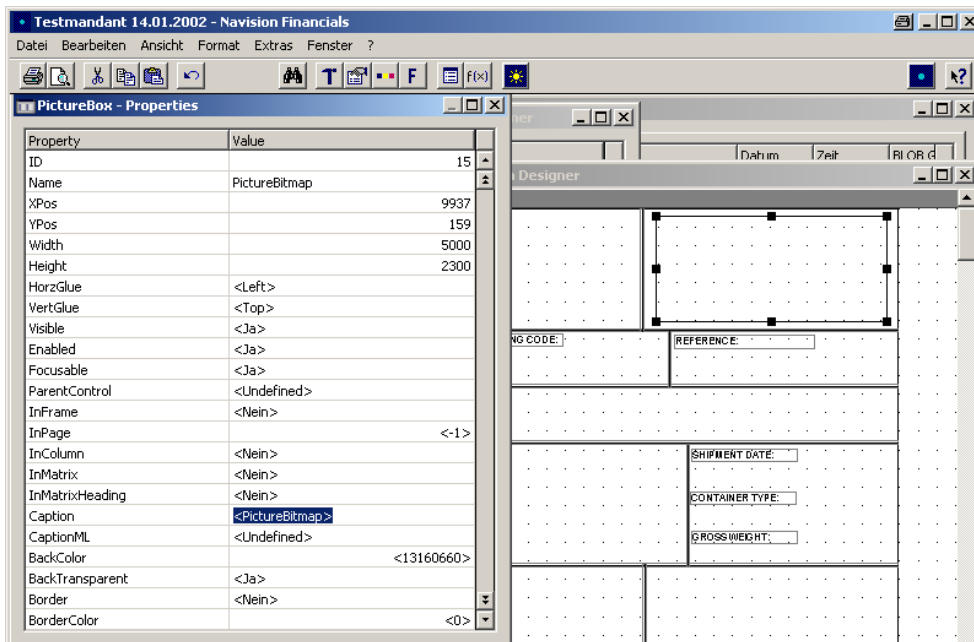 Testmandant 14.01.2002 - Navision Financials
Datei Bearbeiten Ansicht Format Extras Fenster ?
T F f(x) ?
PictureBox - Properties
Property Value
ID 15
Name PictureBitmap
XPos 9937
YPos 159
Width 5000
Height 2300
HorzGlue <Left>
VertGlue <Top>
Visible <Ja>
Enabled <Ja>
Focusable <Ja>
ParentControl <Undefined>
InFrame <Nein>
InPage <-1>
InColumn <Nein>
InMatrix <Nein>
InMatrixHeading <Nein>
Caption <PictureBitmap>
CaptionML <Undefined>
BackColor <13160660>
BackTransparent <Ja>
Border <Nein>
BorderColor <0>
ner
Datum Zeit BLOB G
Designer
NG CODE: REFERENCE:
SHIPMENT DATE:
CONTAINER TYPE:
GROSS WEIGHT: